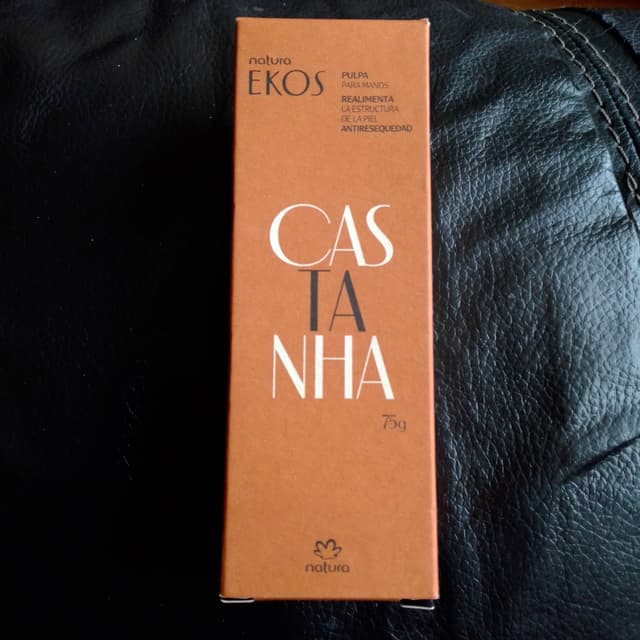 natura
EKOS
PULPA
PARA MANOS
REALIMENTA
LA ESTRUCTURA
DE LA PIEL
ANTIRESEQUEDAD
CAS
TA
NHA
75g
natura